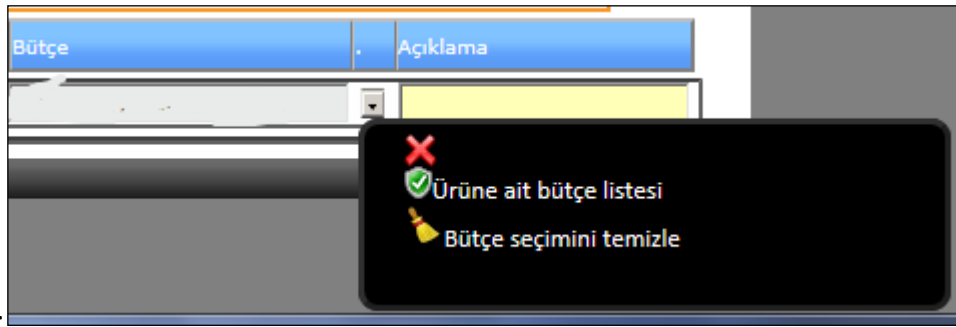 Bütçe . Açıklama
Ürüne ait bütçe listesi
Bütçe seçimini temizle